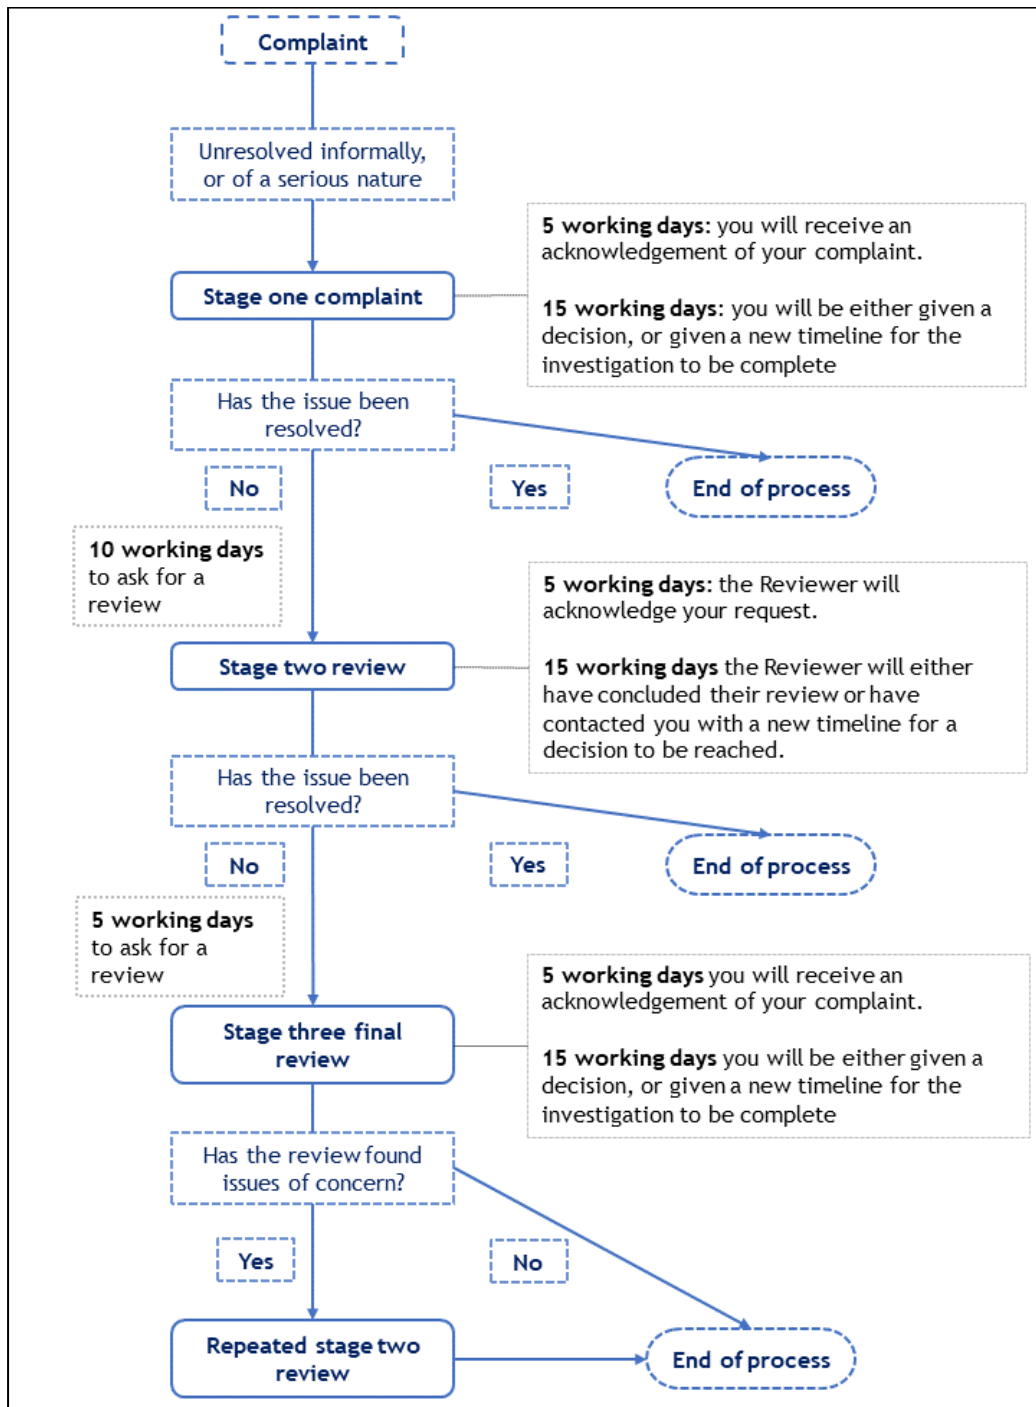 Complaint
Unresolved informally,
or of a serious nature
5 working days: you will receive an
acknowledgement of your complaint.
15 working days: you will be either given a
decision, or given a new timeline for the
investigation to be complete
Stage one complaint
Has the issue been
resolved?
No
Yes
End of process
10 working days
to ask for a
review
5 working days: the Reviewer will
acknowledge your request.
15 working days the Reviewer will either
have concluded their review or have
contacted you with a new timeline for a
decision to be reached.
Stage two review
Has the issue been
resolved?
No
Yes
End of process
5 working days
to ask for a
review
5 working days you will receive an
acknowledgement of your complaint.
15 working days you will be either given a
decision, or given a new timeline for the
investigation to be complete
Stage three final
review
Has the review found
issues of concern?
Yes
No
Repeated stage two
review
End of process